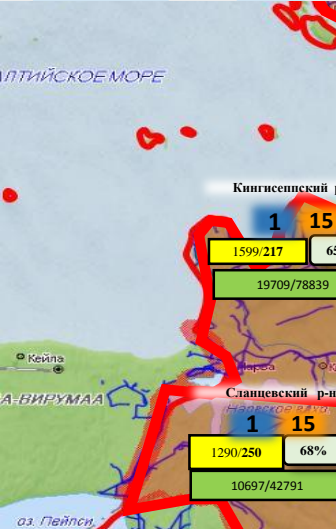 АЛТИЙСКОЕ МОРЕ
Кингисеппский р
1 15
1599/217 65
19709/78839
Кейла
А-ВИРУМАА
Сланцевский р-н
1 15
1290/250 68%
10697/42791
оз. Пейпси